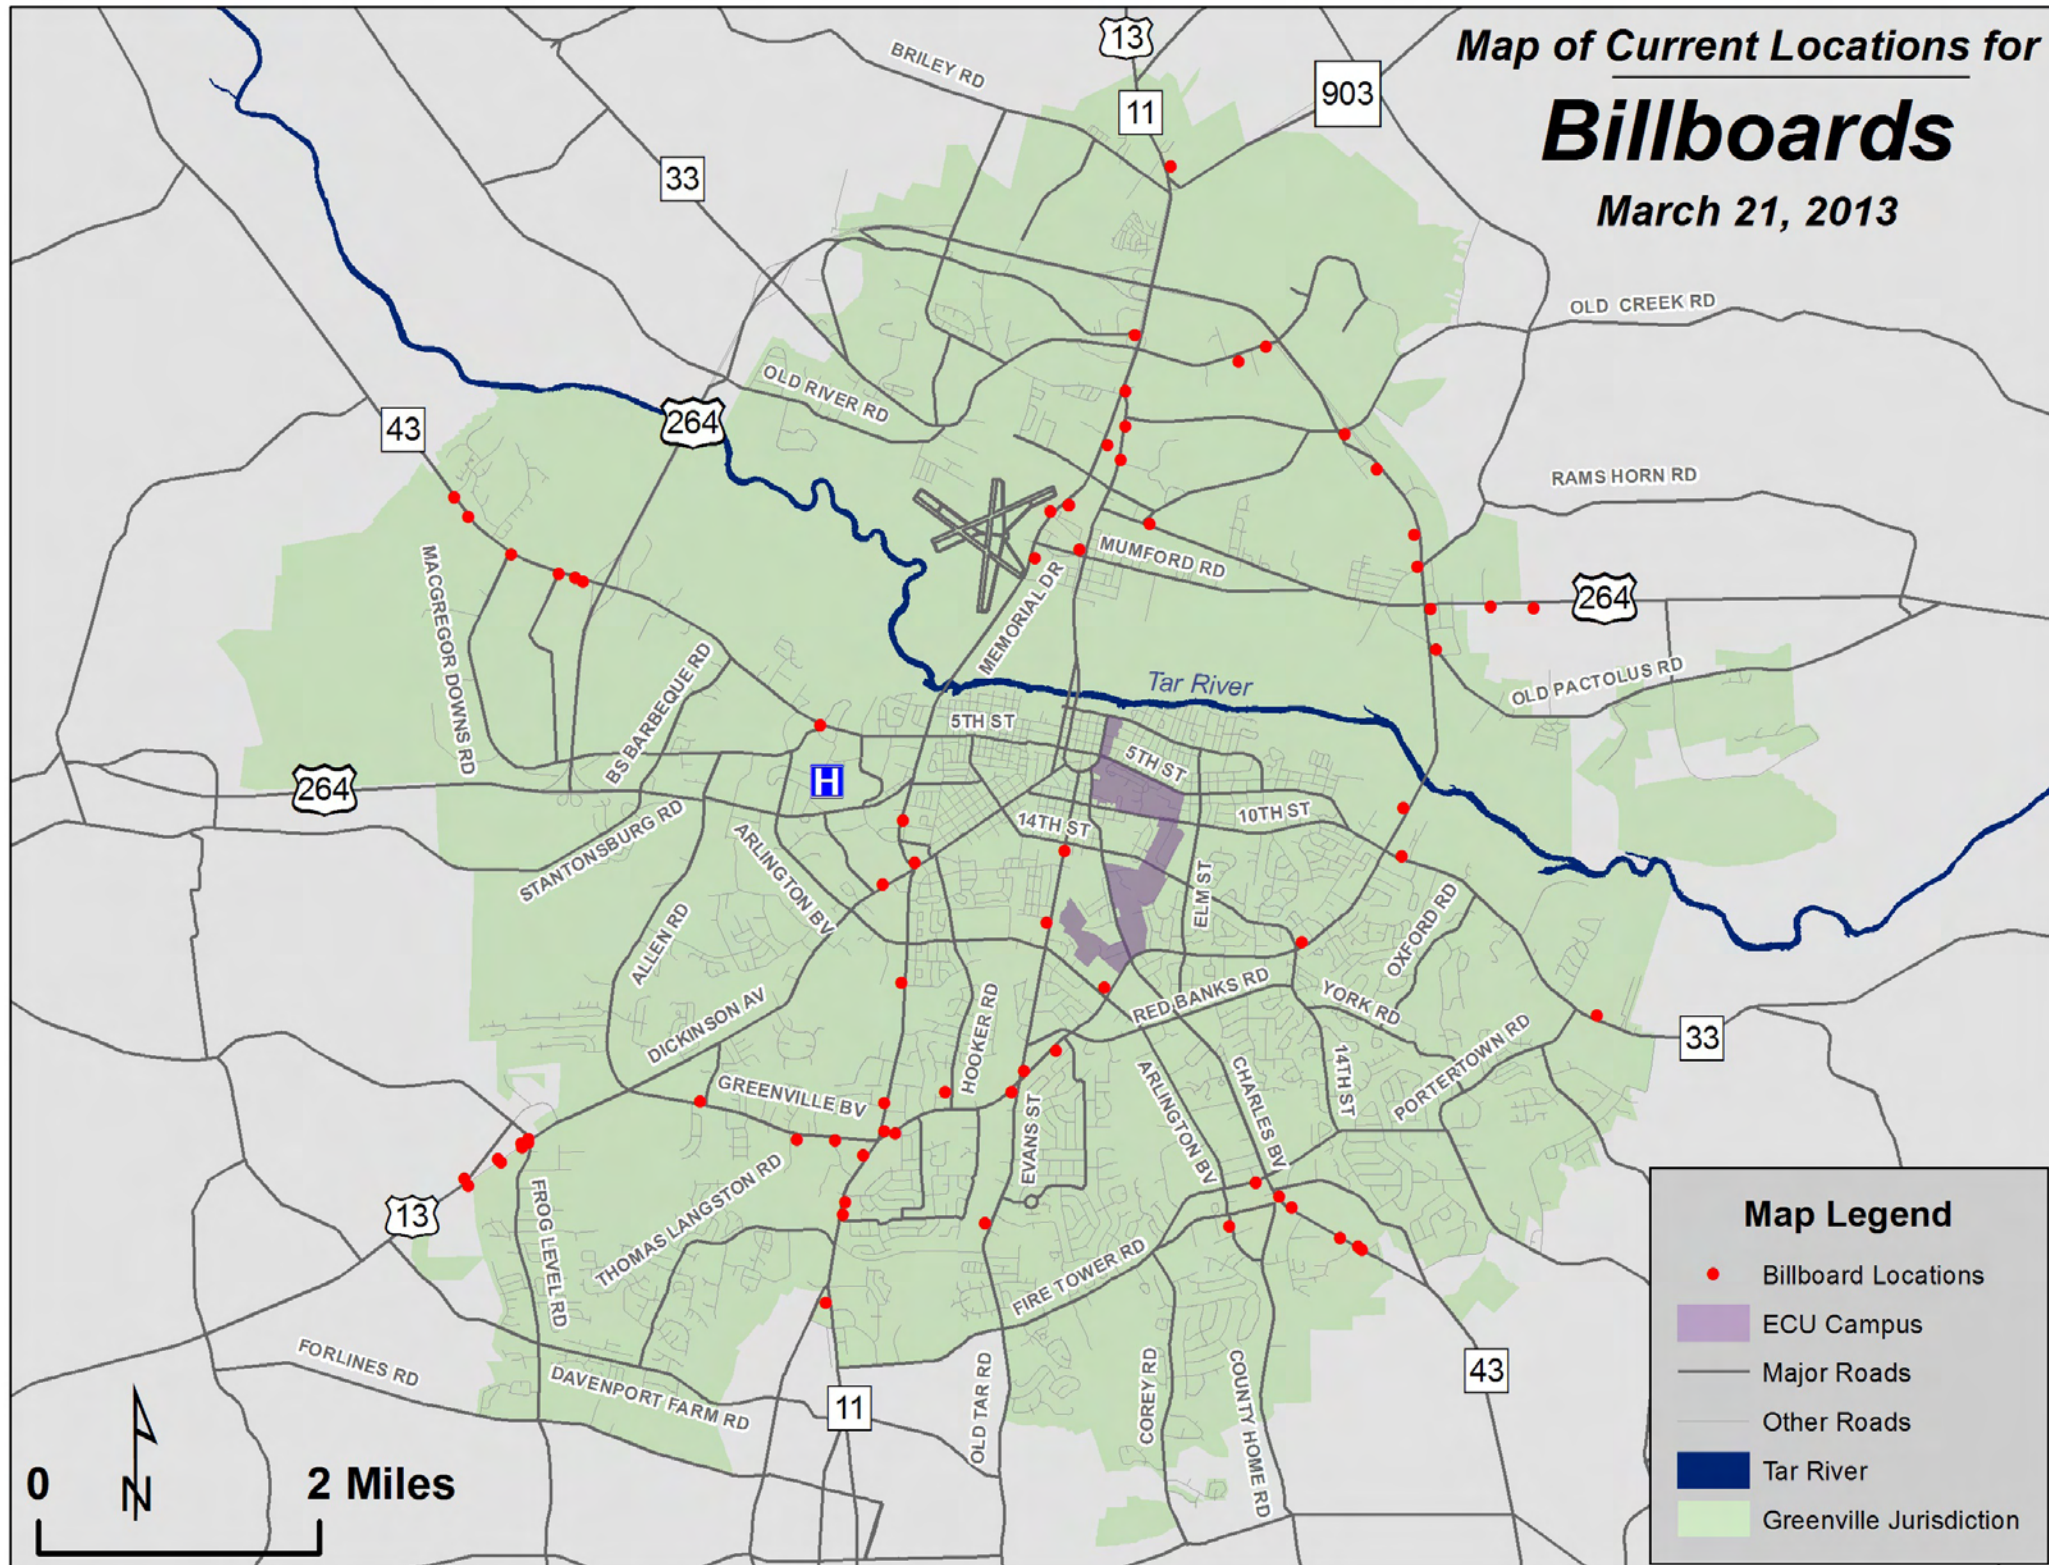 Map of Current Locations for
Billboards
March 21, 2013
13
11
903
BRILEY RD
33
OLD CREEK RD
OLD RIVER RD
264
43
RAMS HORN RD
MUMFORD RD
264
MEMORIAL DR
MACGREGOR DOWNS RD
BS BARBEQUE RD
OLD PACTOLUS RD
Tar River
5TH ST
5TH ST
264
H
STANTONSBURG RD
ARLINGTON BV
14TH ST
10TH ST
ELM ST
OXFORD RD
ALLEN RD
DICKINSON AV
HOOKER RD
RED BANKS RD
YORK RD
33
PORTERTOWN RD
14TH ST
GREENVILLE BV
CHARLES BV
ARLINGTON BV
EVANS ST
13
FROG LEVEL RD
THOMAS LANGSTON RD
FIRE TOWER RD
FORLINES RD
DAVENPORT FARM RD
11
OLD TAR RD
COREY RD
COUNTY HOME RD
43
N
0 2 Miles
Map Legend
Billboard Locations
ECU Campus
Major Roads
Other Roads
Tar River
Greenville Jurisdiction